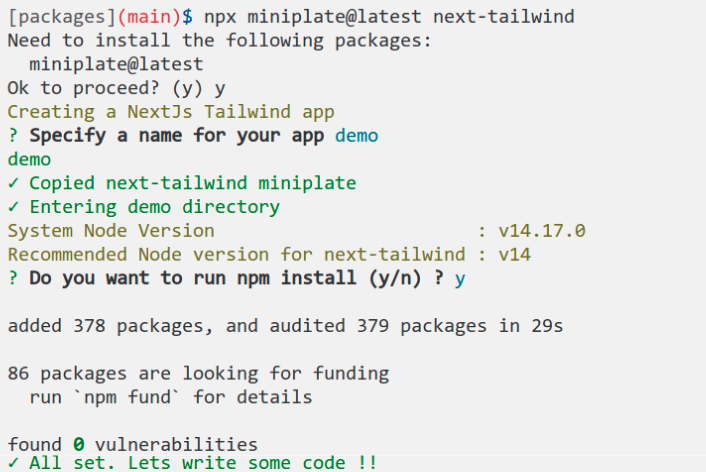 [packages](main)$ npx miniplate@latest next-tailwind
Need to install the following packages:
  miniplate@latest
Ok to proceed? (y) y
Creating a NextJs Tailwind app
? Specify a name for your app demo
demo
✓ Copied next-tailwind miniplate
✓ Entering demo directory
System Node Version                        : v14.17.0
Recommended Node version for next-tailwind : v14
? Do you want to run npm install (y/n) ? y
added 378 packages, and audited 379 packages in 29s
86 packages are looking for funding
  run `npm fund` for details
found 0 vulnerabilities
✓ All set. Lets write some code !!